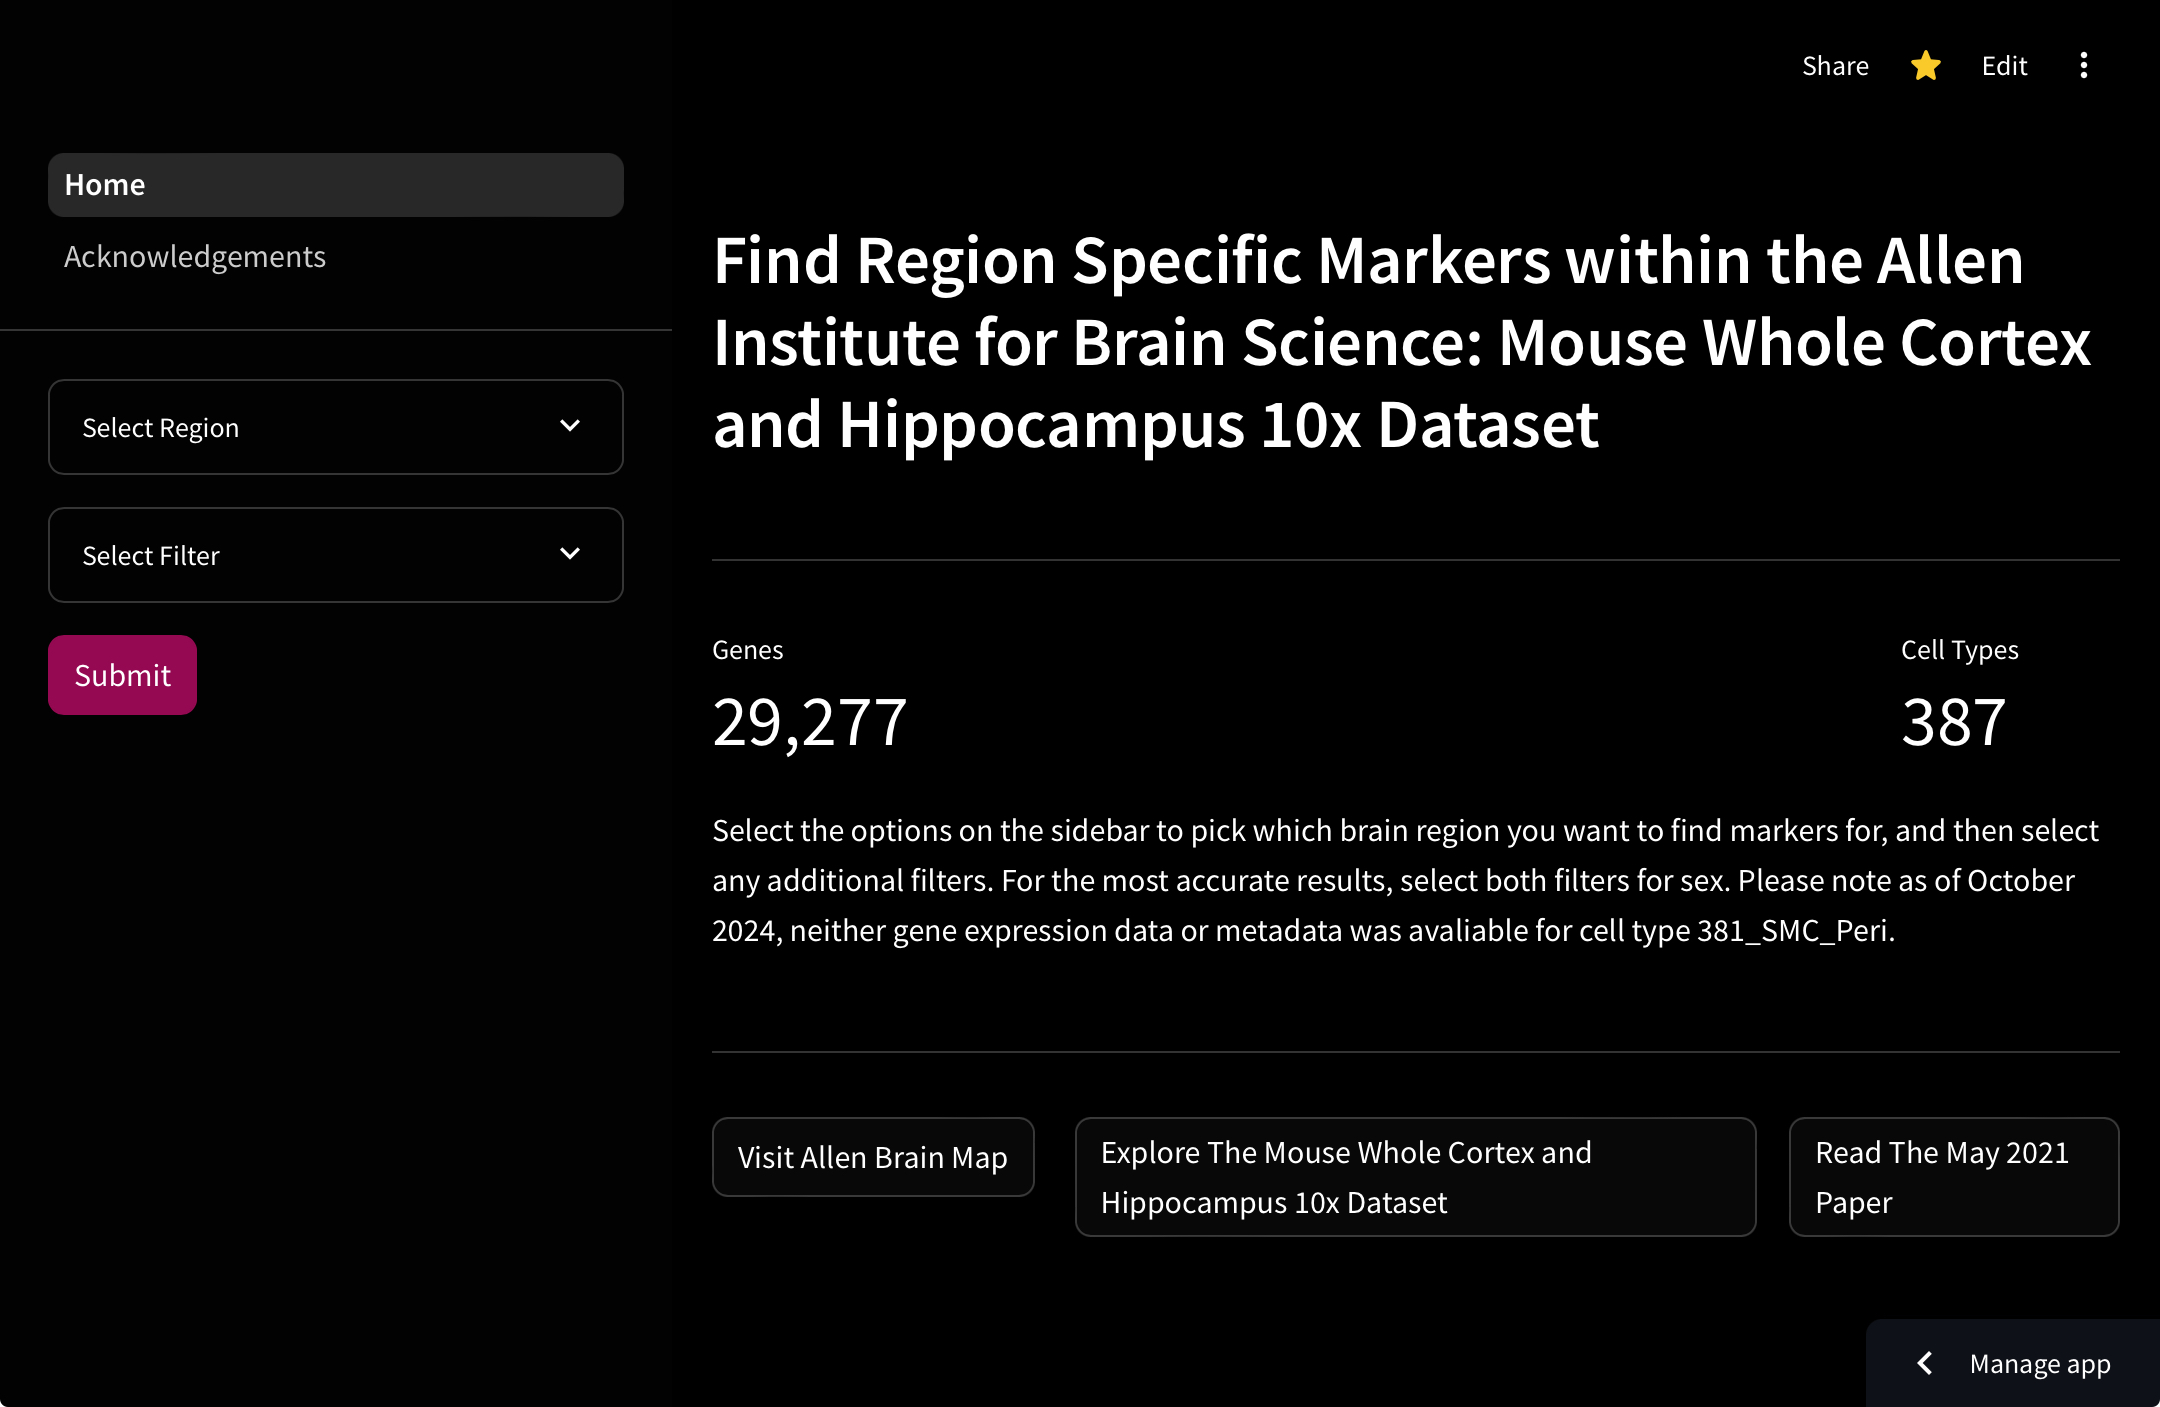 Share
Edit
Home
Acknowledgements
Select Region
Select Filter
Submit
Find Region Specific Markers within the Allen
Institute for Brain Science: Mouse Whole Cortex
and Hippocampus 10x Dataset
Genes
29,277
Cell Types
387
Select the options on the sidebar to pick which brain region you want to find markers for, and then select
any additional filters. For the most accurate results, select both filters for sex. Please note as of October
2024, neither gene expression data or metadata was avaliable for cell type 381_SMC_Peri.
Visit Allen Brain Map
Explore The Mouse Whole Cortex and
Hippocampus 10x Dataset
Read The May 2021
Paper
Manage app